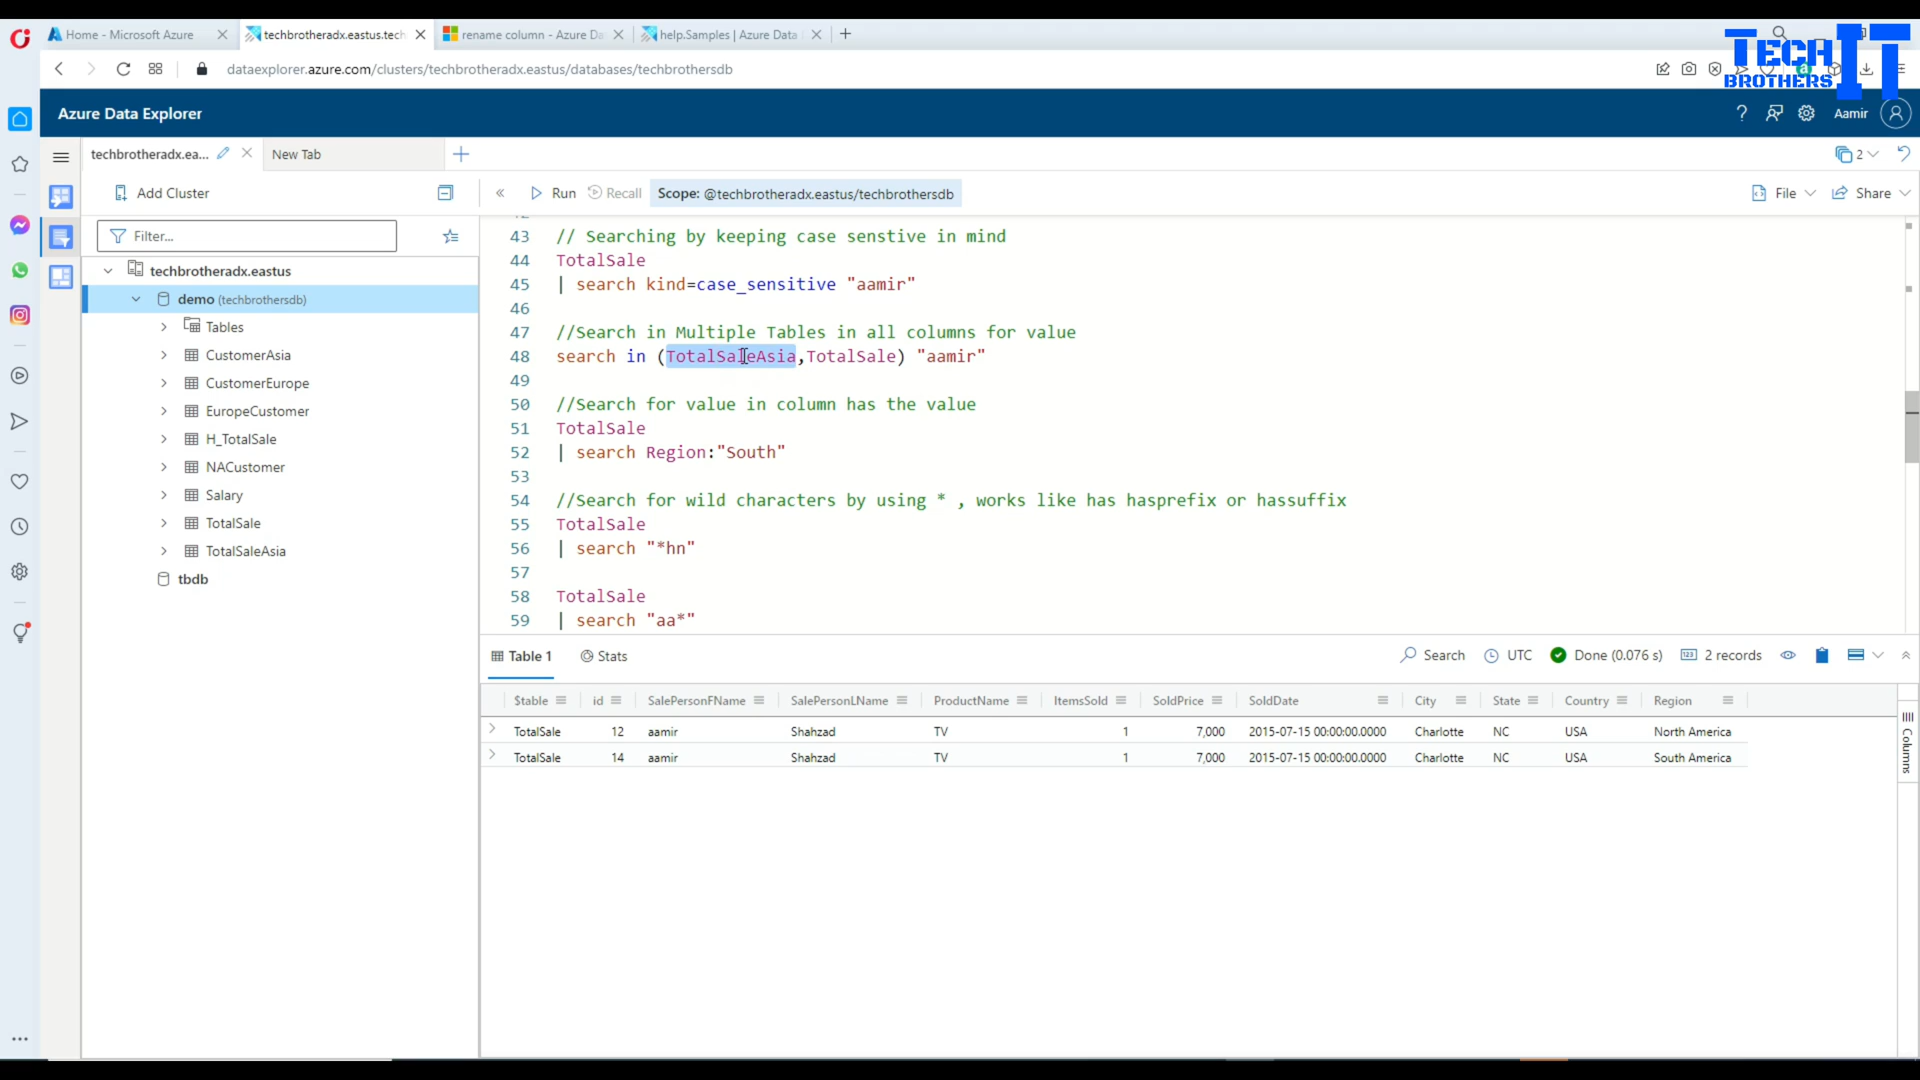 Home - Microsoft Azure
techbrotheradx.eastus.tech
rename column - Azure Da
help.Samples | Azure Data
dataexplorer.azure.com/clusters/techbrotheradx.eastus/databases/techbrothersdb
TECH
BROTHERS
IT
Azure Data Explorer
Aamir
techbrotheradx.ea...
New Tab
2
Add Cluster
Run
Recall
Scope: @techbrotheradx.eastus/techbrothersdb
File
Share
Filter...
techbrotheradx.eastus
demo (techbrothersdb)
Tables
CustomerAsia
CustomerEurope
EuropeCustomer
H_TotalSale
NACustomer
Salary
TotalSale
TotalSaleAsia
tbdb
43 // Searching by keeping case senstive in mind
44 TotalSale
45 | search kind=case_sensitive "aamir"
46
47 //Search in Multiple Tables in all columns for value
48 search in (TotalSaleAsia,TotalSale) "aamir"
49
50 //Search for value in column has the value
51 TotalSale
52 | search Region:"South"
53
54 //Search for wild characters by using * , works like has hasprefix or hassuffix
55 TotalSale
56 | search "*hn"
57
58 TotalSale
59 | search "aa*"
Table 1
Stats
Search
UTC
Done (0.076 s)
2 records
$table id SalePersonFName SalePersonLName ProductName ItemsSold SoldPrice SoldDate City State Country Region
TotalSale 12 aamir Shahzad TV 1 7,000 2015-07-15 00:00:00.0000 Charlotte NC USA North America
TotalSale 14 aamir Shahzad TV 1 7,000 2015-07-15 00:00:00.0000 Charlotte NC USA South America
Columns